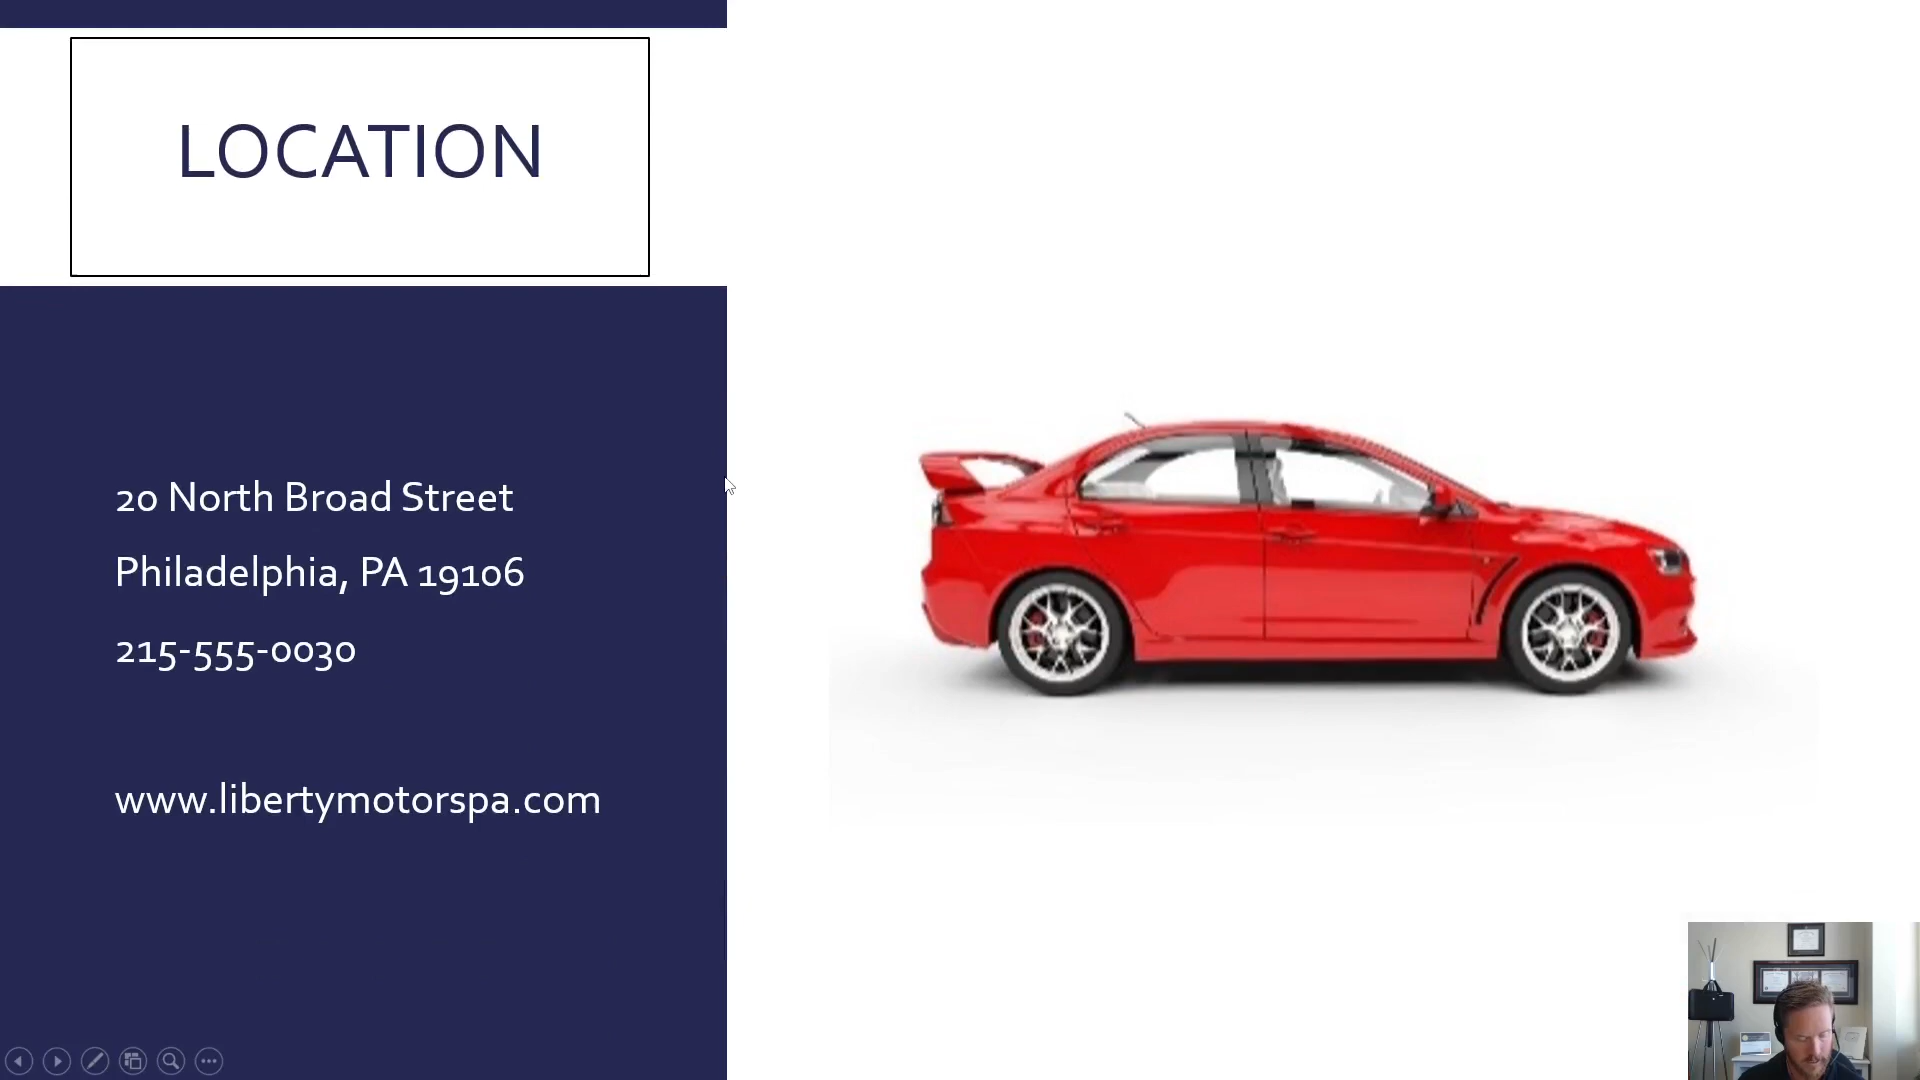 LOCATION
20 North Broad Street
Philadelphia, PA 19106
215-555-0030
www.libertymotorspa.com